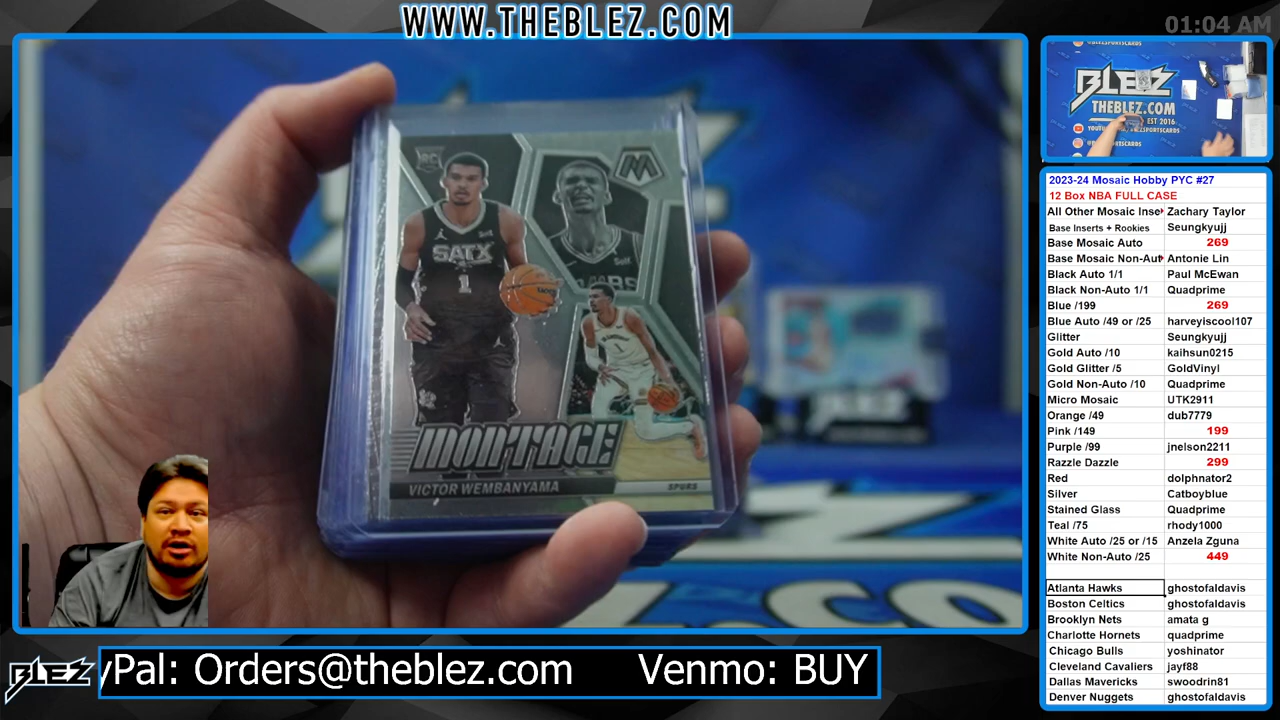 WWW.THEBLEZ.COM
01:04 AM
RC
SATX
1
MONTAGE
VICTOR WEMBANYAMA
SPURS
BLEZ
THEBLEZ.COM
EST 2016
2023-24 Mosaic Hobby PYC #27
12 Box NBA FULL CASE
All Other Mosaic Inse Zachary Taylor
Base Inserts + Rookies Seungkyujj
Base Mosaic Auto 269
Base Mosaic Non-Aut Antonie Lin
Black Auto 1/1 Paul McEwan
Black Non-Auto 1/1 Quadprime
Blue /199 269
Blue Auto /49 or /25 harveyiscool107
Glitter Seungkyujj
Gold Auto /10 kaihsun0215
Gold Glitter /5 GoldVinyl
Gold Non-Auto /10 Quadprime
Micro Mosaic UTK2911
Orange /49 dub7779
Pink /149 199
Purple /99 jnelson2211
Razzle Dazzle 299
Red dolphnator2
Silver Catboyblue
Stained Glass Quadprime
Teal /75 rhody1000
White Auto /25 or /15 Anzela Zguna
White Non-Auto /25 449
Atlanta Hawks ghostofaldavis
Boston Celtics ghostofaldavis
Brooklyn Nets amata g
Charlotte Hornets quadprime
Chicago Bulls yoshinator
Cleveland Cavaliers jayf88
Dallas Mavericks swoodrin81
Denver Nuggets ghostofaldavis
BLEZ
yPal: Orders@theblez.com Venmo: BUY